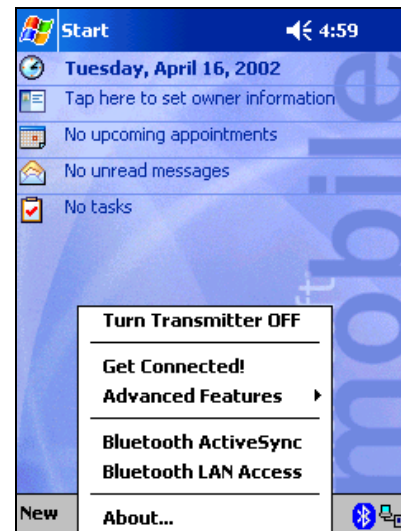 Start 4:59
Tuesday, April 16, 2002
Tap here to set owner information
No upcoming appointments
No unread messages
No tasks
Turn Transmitter OFF
Get Connected!
Advanced Features
Bluetooth ActiveSync
Bluetooth LAN Access
About...
New
mobile